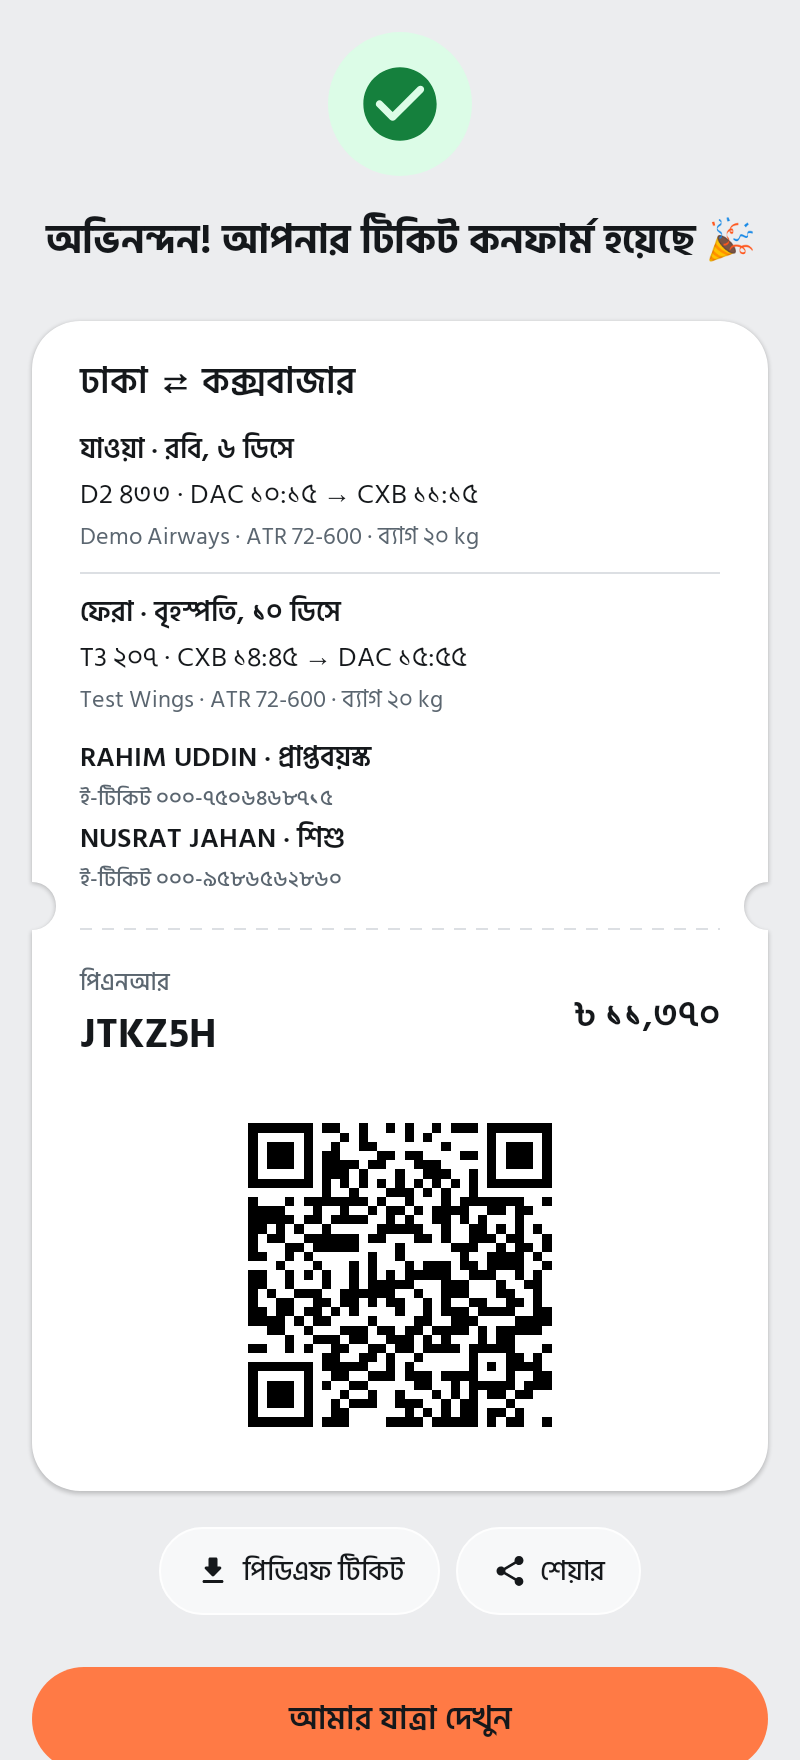 অভিনন্দন! আপনার টিকিট কনফার্ম হয়েছে 🎉
ঢাকা ⇄ কক্সবাজার
যাওয়া · রবি, ৬ ডিসে
D2 ৪৩৩ · DAC ১০:১৫ → CXB ১১:১৫
Demo Airways · ATR 72-600 · ব্যাগ ২০ kg
ফেরা · বৃহস্পতি, ১০ ডিসে
T3 ২০৭ · CXB ১৪:৪৫ → DAC ১৫:৫৫
Test Wings · ATR 72-600 · ব্যাগ ২০ kg
RAHIM UDDIN · প্রাপ্তবয়স্ক
ই-টিকিট ০০০-৭৫০৬৪৬৮৭১৫
NUSRAT JAHAN · শিশু
ই-টিকিট ০০০-৯৫৮৬৫৬২৮৬০
পিএনআর
JTKZ5H
৳ ১১,৩৭০
পিডিএফ টিকিট
শেয়ার
আমার যাত্রা দেখুন